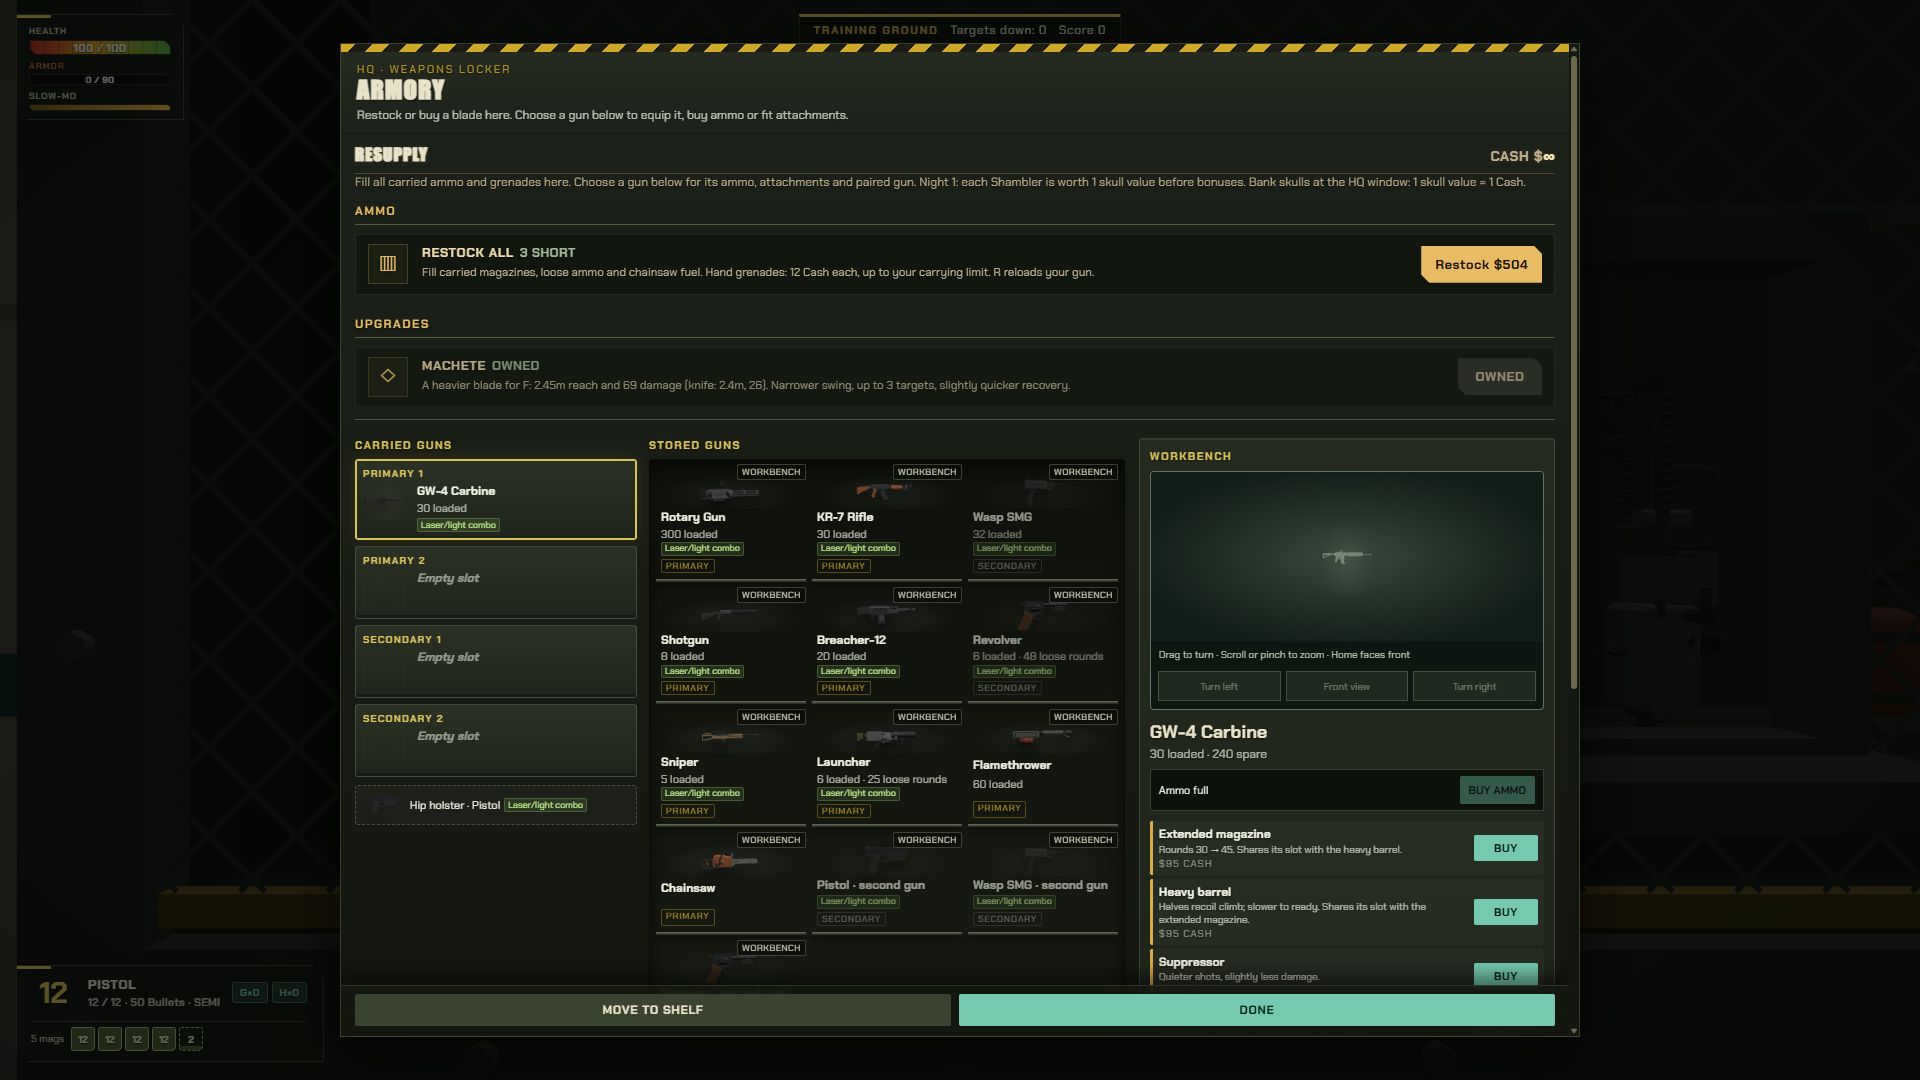 HEALTH
100 / 100
ARMOR
0 / 90
SLOW-MO
TRAINING GROUND Targets down: 0 Score 0
HQ · WEAPONS LOCKER
ARMORY
Restock or buy a blade here. Choose a gun below to equip it, buy ammo or fit attachments.
RESUPPLY
CASH $∞
Fill all carried ammo and grenades here. Choose a gun below for its ammo, attachments and paired gun. Night 1: each Shambler is worth 1 skull value before bonuses. Bank skulls at the HQ window: 1 skull value = 1 Cash.
AMMO
RESTOCK ALL 3 SHORT
Fill carried magazines, loose ammo and chainsaw fuel. Hand grenades: 12 Cash each, up to your carrying limit. R reloads your gun.
Restock $504
UPGRADES
MACHETE OWNED
A heavier blade for F: 2.45m reach and 69 damage (knife: 2.4m, 26). Narrower swing, up to 3 targets, slightly quicker recovery.
OWNED
CARRIED GUNS
PRIMARY 1
GW-4 Carbine
30 loaded
Laser/light combo
PRIMARY 2
Empty slot
SECONDARY 1
Empty slot
SECONDARY 2
Empty slot
Hip holster · Pistol Laser/light combo
STORED GUNS
WORKBENCH WORKBENCH WORKBENCH
Rotary Gun KR-7 Rifle Wasp SMG
300 loaded 30 loaded 32 loaded
Laser/light combo Laser/light combo Laser/light combo
PRIMARY PRIMARY SECONDARY
WORKBENCH WORKBENCH WORKBENCH
Shotgun Breacher-12 Revolver
8 loaded 20 loaded 6 loaded · 48 loose rounds
Laser/light combo Laser/light combo Laser/light combo
PRIMARY PRIMARY SECONDARY
WORKBENCH WORKBENCH WORKBENCH
Sniper Launcher Flamethrower
5 loaded 6 loaded · 25 loose rounds 60 loaded
Laser/light combo Laser/light combo
PRIMARY PRIMARY PRIMARY
WORKBENCH WORKBENCH WORKBENCH
Chainsaw Pistol · second gun Wasp SMG · second gun
Laser/light combo Laser/light combo
PRIMARY SECONDARY SECONDARY
WORKBENCH
WORKBENCH
Drag to turn · Scroll or pinch to zoom · Home faces front
Turn left Front view Turn right
GW-4 Carbine
30 loaded · 240 spare
Ammo full BUY AMMO
Extended magazine
Rounds 30 → 45. Shares its slot with the heavy barrel.
$95 CASH
BUY
Heavy barrel
Halves recoil climb; slower to ready. Shares its slot with the
extended magazine.
$95 CASH
BUY
Suppressor
Quieter shots, slightly less damage.
BUY
MOVE TO SHELF DONE
12 PISTOL
12 / 12 · 50 Bullets · SEMI
G×0 H×0
5 mags 12 12 12 12 2